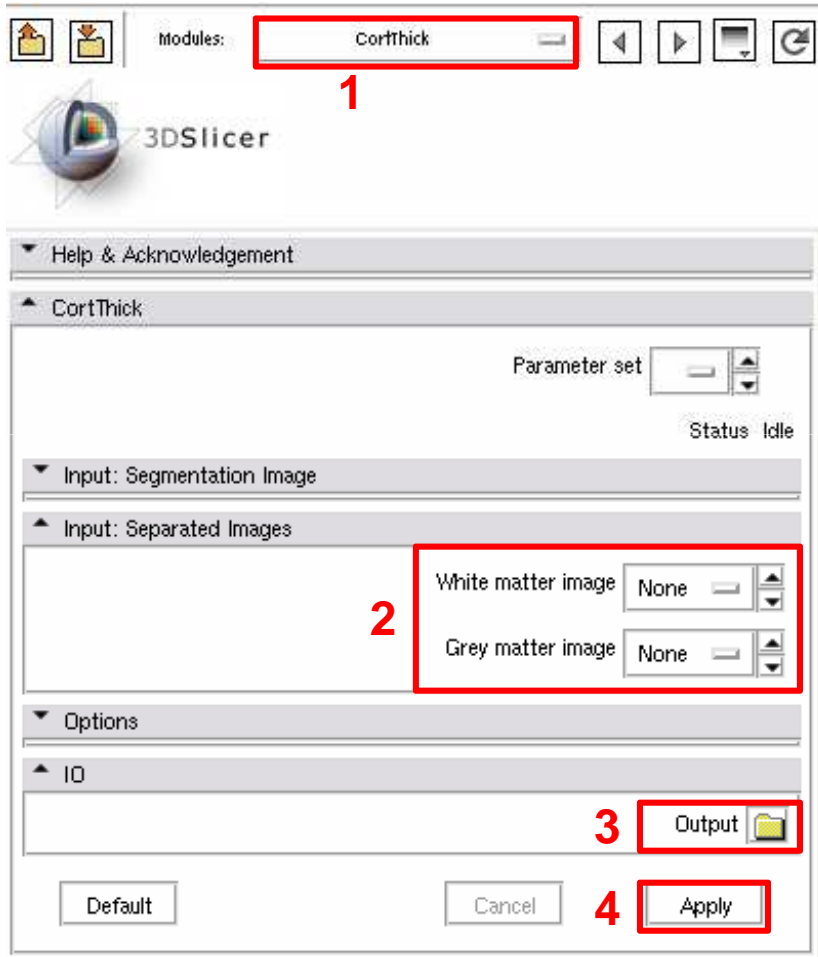 Modules: CortThick
1
3DSlicer
Help & Acknowledgement
CortThick
Parameter set
Status Idle
Input: Segmentation Image
Input: Separated Images
White matter image None
2
Grey matter image None
Options
IO
3 Output
Default Cancel 4 Apply